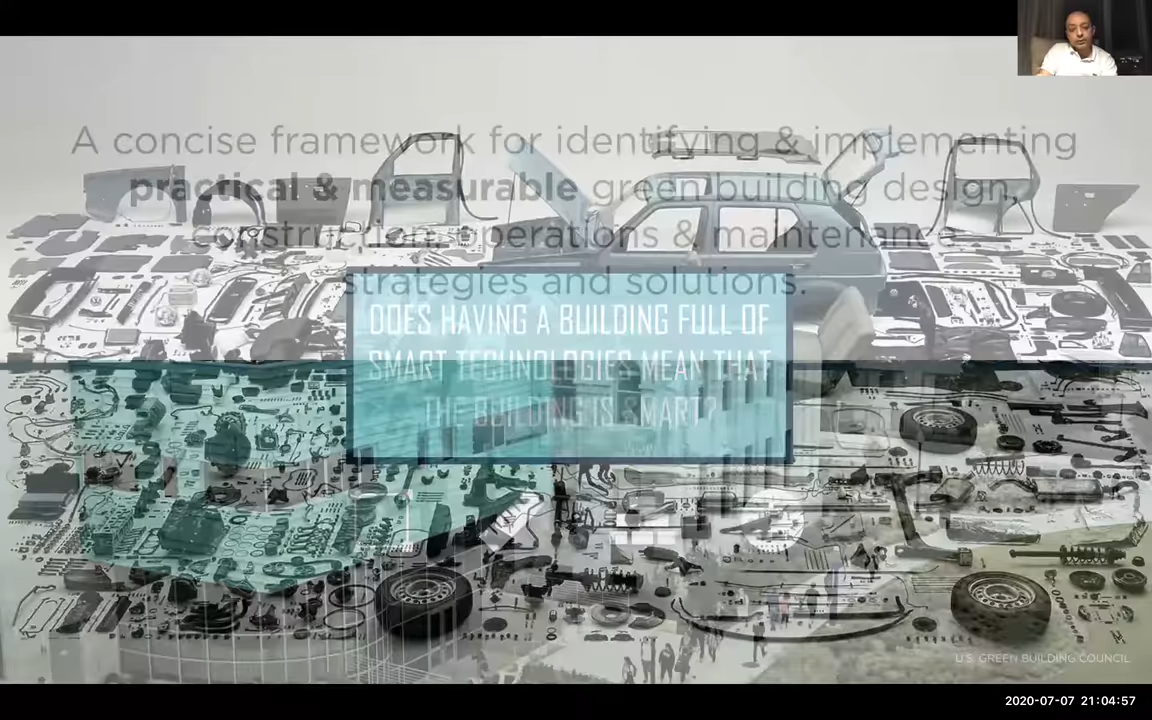 A concise framework for identifying & implementing
practical & measurable green building design,
construction, operations & maintenance
strategies and solutions.
DOES HAVING A BUILDING FULL OF
SMART TECHNOLOGIES MEAN THAT
THE BUILDING IS SMART?
U.S. GREEN BUILDING COUNCIL
2020-07-07 21:04:57